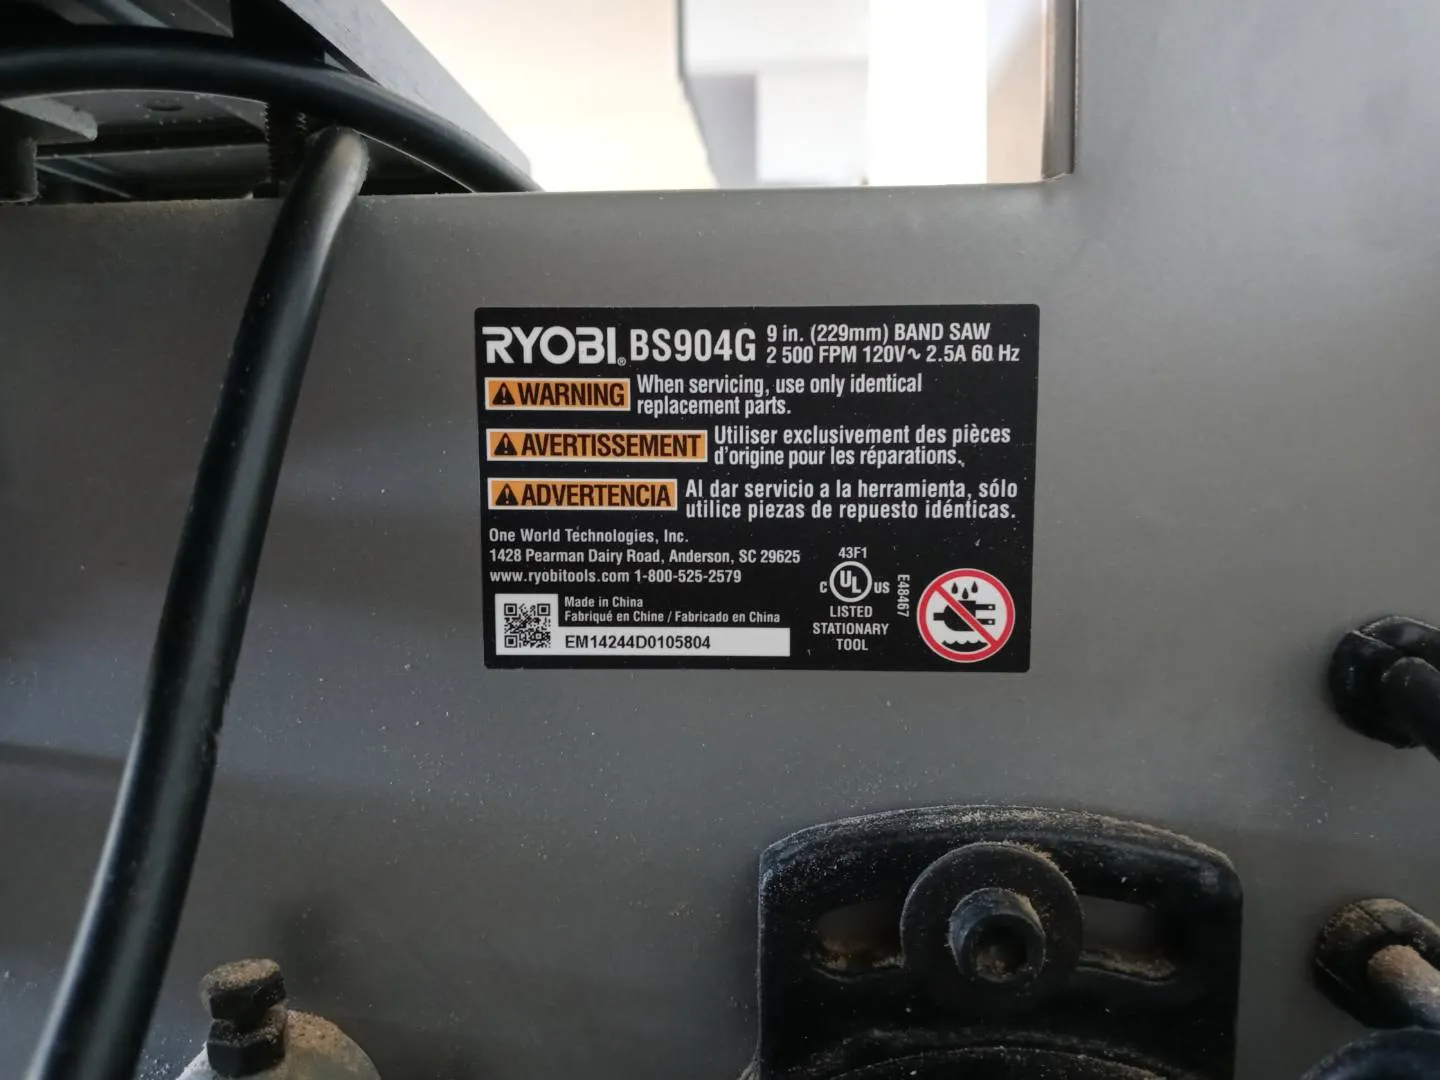 RYOBI® BS904G 9 in. (229mm) BAND SAW
2 500 FPM 120V~ 2.5A 60 Hz
⚠WARNING When servicing, use only identical
replacement parts.
⚠AVERTISSEMENT Utiliser exclusivement des pièces
d'origine pour les réparations.
⚠ADVERTENCIA Al dar servicio a la herramienta, sólo
utilice piezas de repuesto idénticas.
One World Technologies, Inc.
1428 Pearman Dairy Road, Anderson, SC 29625
www.ryobitools.com 1-800-525-2579
Made in China
Fabriqué en Chine / Fabricado en China
EM14244D0105804
43F1
C UL US
LISTED
STATIONARY
TOOL
E48467